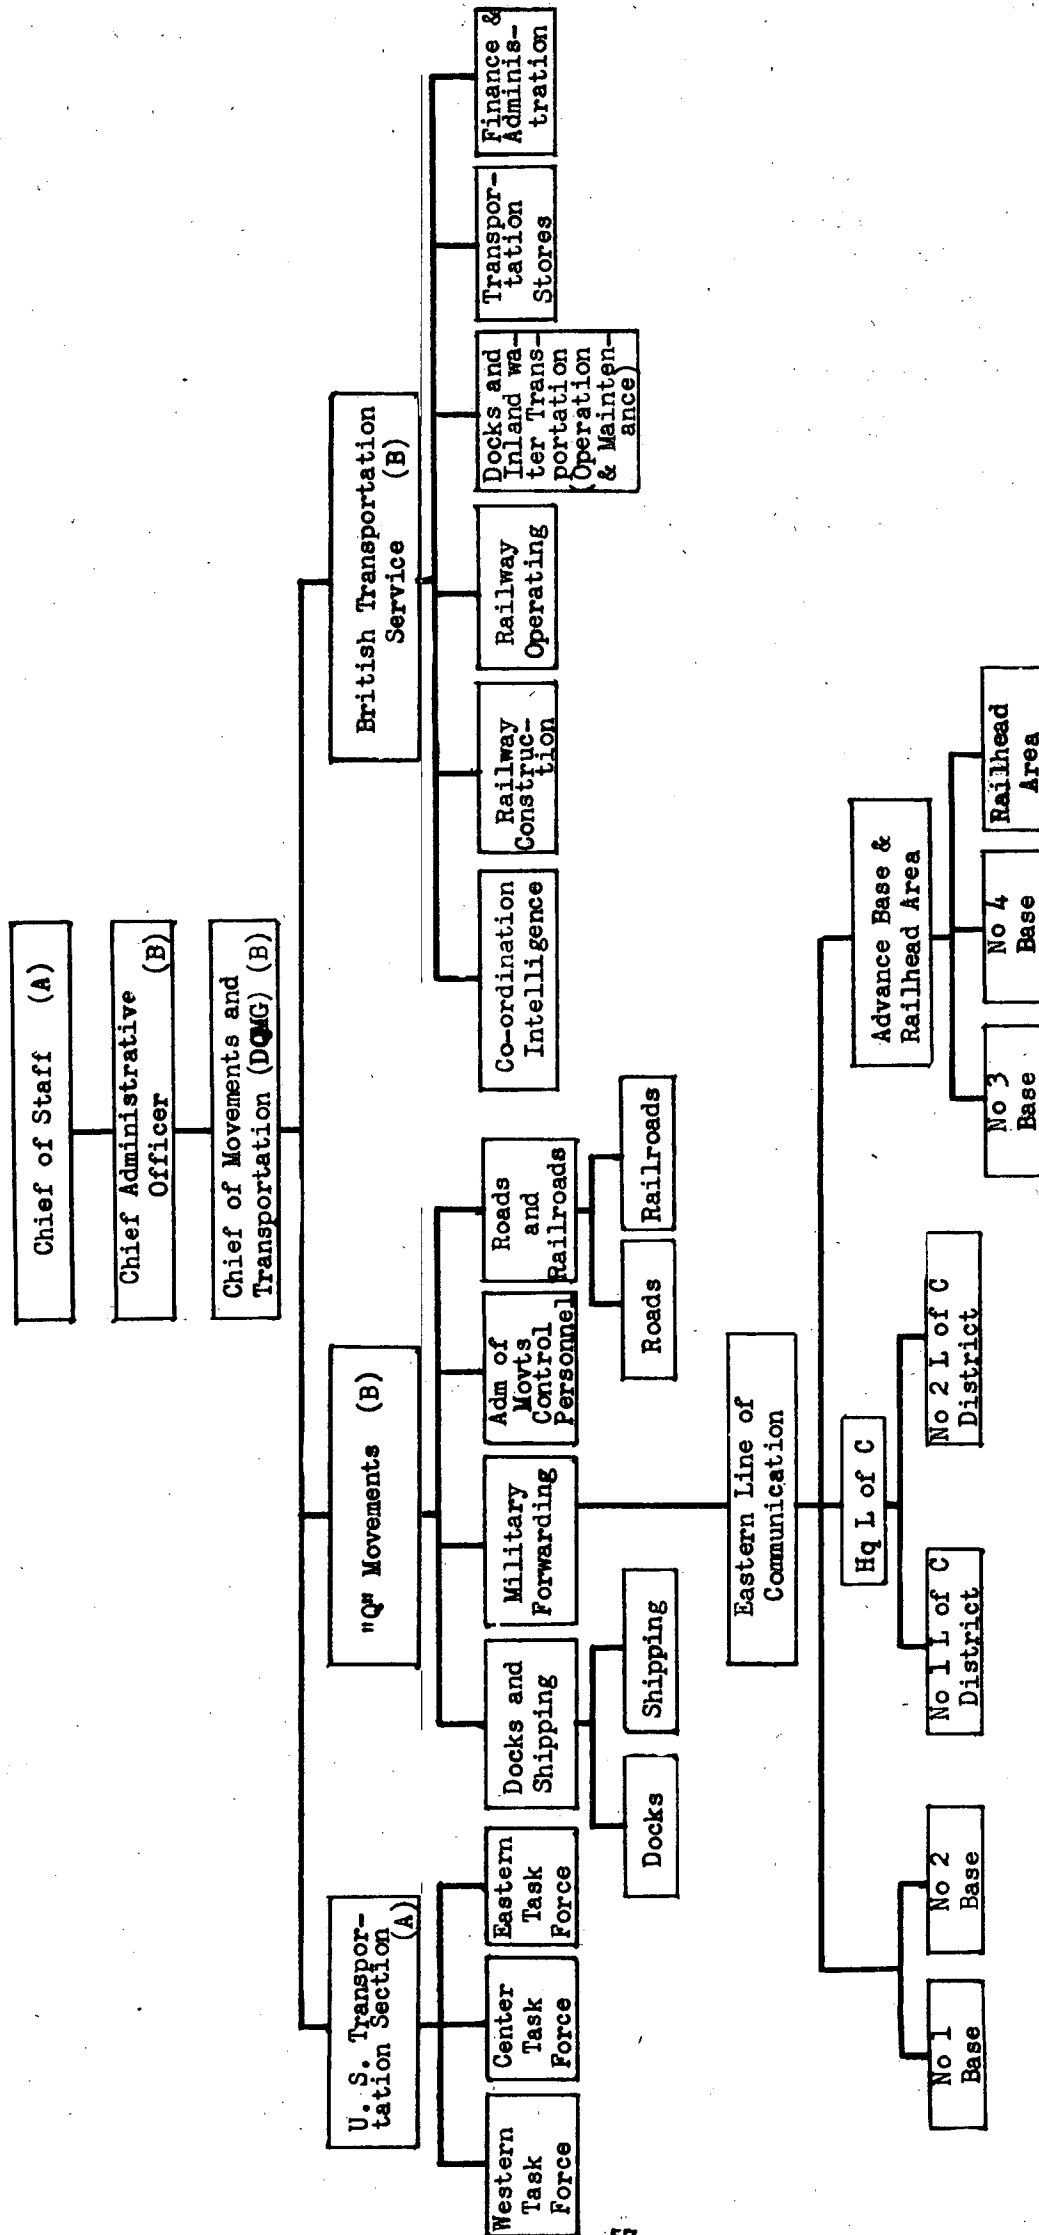 Chief of Staff (A)
Chief Administrative
Officer (B)
Chief of Movements and
Transportation (DQMG) (B)
U. S. Transpor-
tation Section
(A)
"Q" Movements (B)
British Transportation
Service (B)
Western
Task
Force
Center
Task
Force
Eastern
Task
Force
Docks and
Shipping
Military
Forwarding
Adm of
Movts
Control
Personnel
Roads
and
Railroads
Co-ordination
Intelligence
Railway
Construc-
tion
Railway
Operating
Docks and
Inland wa-
ter Trans-
portation
(Operation
& Mainten-
ance)
Transpor-
tation
Stores
Finance &
Adminis-
tration
Docks
Shipping
Roads
Railroads
Eastern Line of
Communication
Hq L of C
Advance Base &
Railhead Area
No 1
Base
No 2
Base
No 1 L of C
District
No 2 L of C
District
No 3
Base
No 4
Base
Railhead
Area